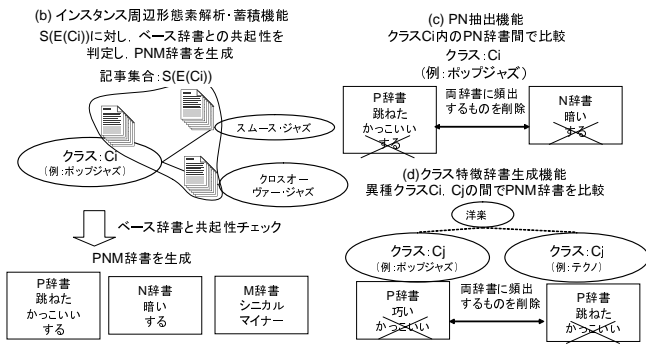 (b) インスタンス周辺形態素解析・蓄積機能
S(E(Ci))に対し、ベース辞書との共起性を
判定し、PNM辞書を生成
記事集合:S(E(Ci))
スムース・ジャズ
クラス:Ci
(例:ポップジャズ)
クロスオー
ヴァー・ジャズ
ベース辞書と共起性チェック
PNM辞書を生成
P辞書
跳ねた
かっこいい
する
N辞書
暗い
する
M辞書
シニカル
マイナー
(c) PN抽出機能
クラスCi内のPN辞書間で比較
クラス:Ci
(例:ポップジャズ)
P辞書
跳ねた
かっこいい
する
両辞書に頻出
するものを削除
N辞書
暗い
する
(d)クラス特徴辞書生成機能
異種クラスCi, Cjの間でPNM辞書を比較
洋楽
クラス:Cj
(例:ポップジャズ)
クラス:Cj
(例:テクノ)
P辞書
巧い
かっこいい
両辞書に頻出
するものを削除
P辞書
跳ねた
かっこいい